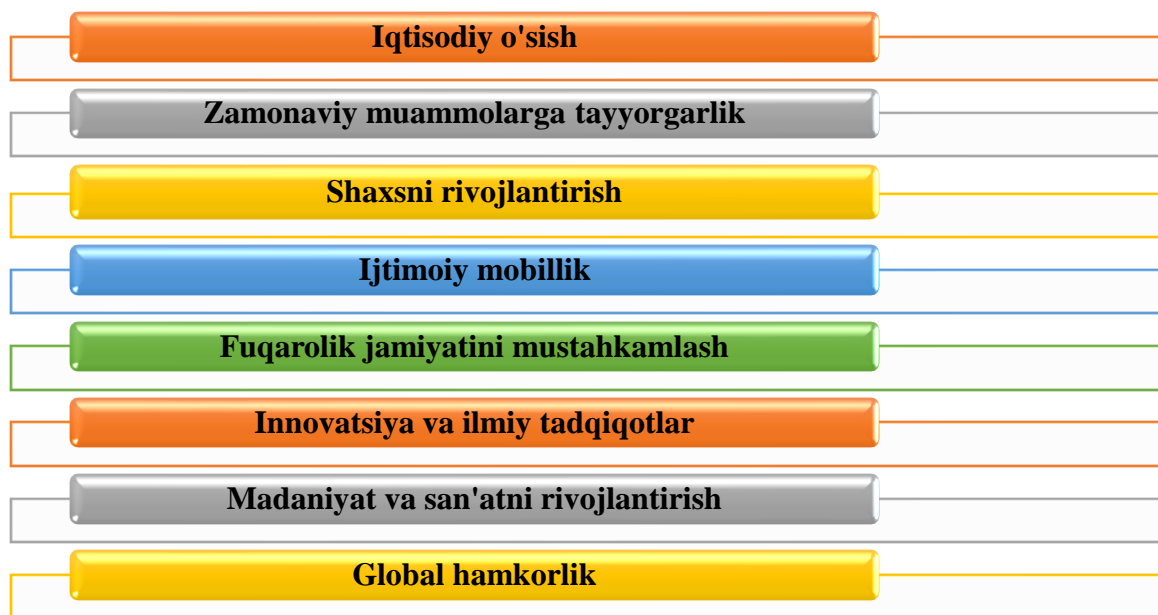 Iqtisodiy o'sish
Zamonaviy muammolarga tayyorgarlik
Shaxsni rivojlantirish
Ijtimoiy mobillik
Fuqarolik jamiyatini mustahkamlash
Innovatsiya va ilmiy tadqiqotlar
Madaniyat va san'atni rivojlantirish
Global hamkorlik